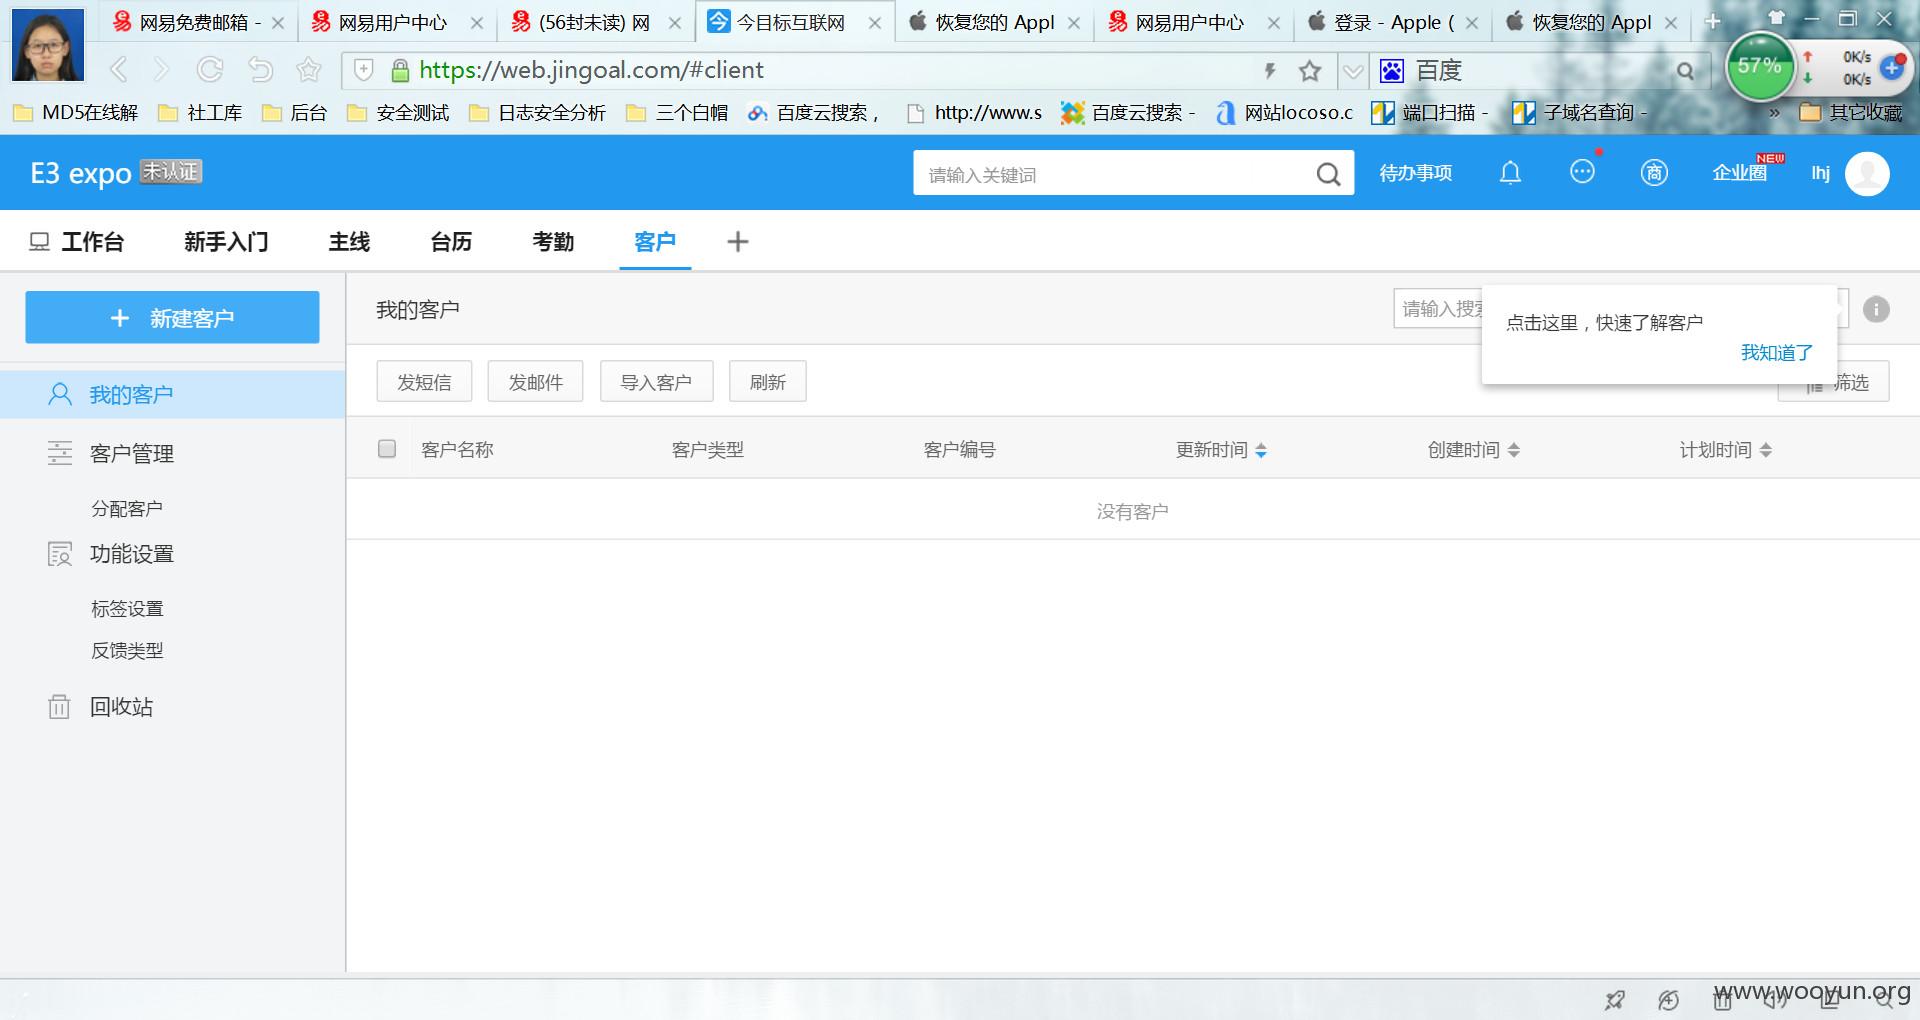 网易免费邮箱 -
网易用户中心
(56封未读) 网
今目标互联网
恢复您的 Appl
网易用户中心
登录 - Apple (
恢复您的 Appl
https://web.jingoal.com/#client
百度
57%
0K/s
0K/s
MD5在线解
社工库
后台
安全测试
日志安全分析
三个白帽
百度云搜索，
http://www.s
百度云搜索 -
网站locoso.c
端口扫描 -
子域名查询 -
»
其它收藏
E3 expo 未认证
请输入关键词
待办事项
商
企业圈
NEW
lhj
工作台
新手入门
主线
台历
考勤
客户
新建客户
我的客户
客户管理
分配客户
功能设置
标签设置
反馈类型
回收站
我的客户
请输入搜
点击这里，快速了解客户
我知道了
发短信
发邮件
导入客户
刷新
筛选
客户名称
客户类型
客户编号
更新时间
创建时间
计划时间
没有客户
www.wooyun.org